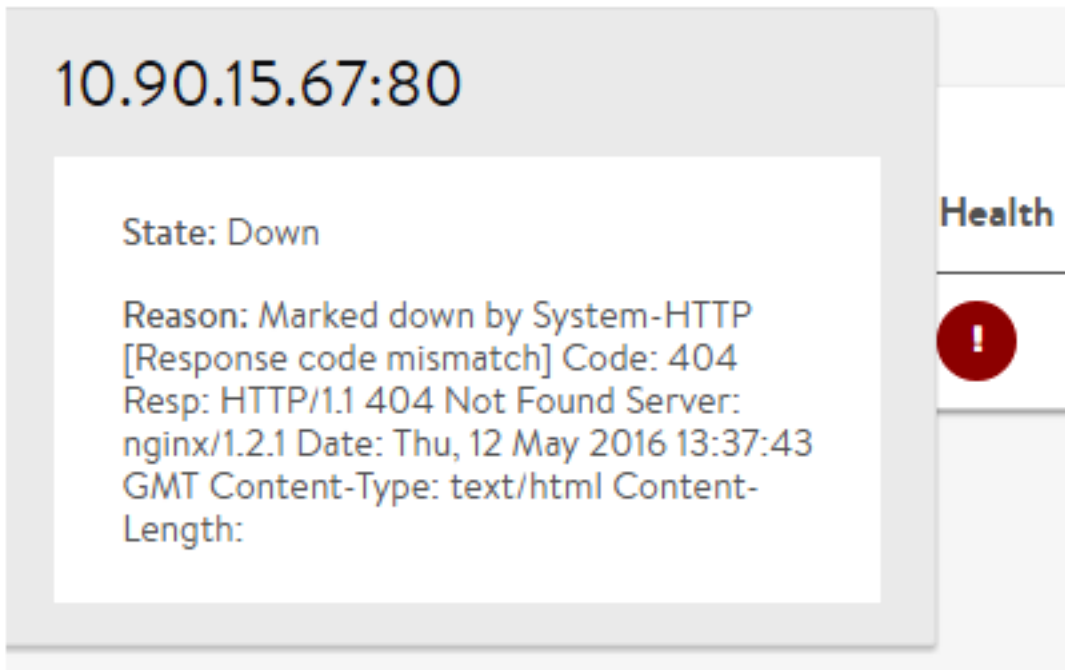 10.90.15.67:80
State: Down
Reason: Marked down by System-HTTP
[Response code mismatch] Code: 404
Resp: HTTP/1.1 404 Not Found Server:
nginx/1.2.1 Date: Thu, 12 May 2016 13:37:43
GMT Content-Type: text/html Content-
Length:
Health
!